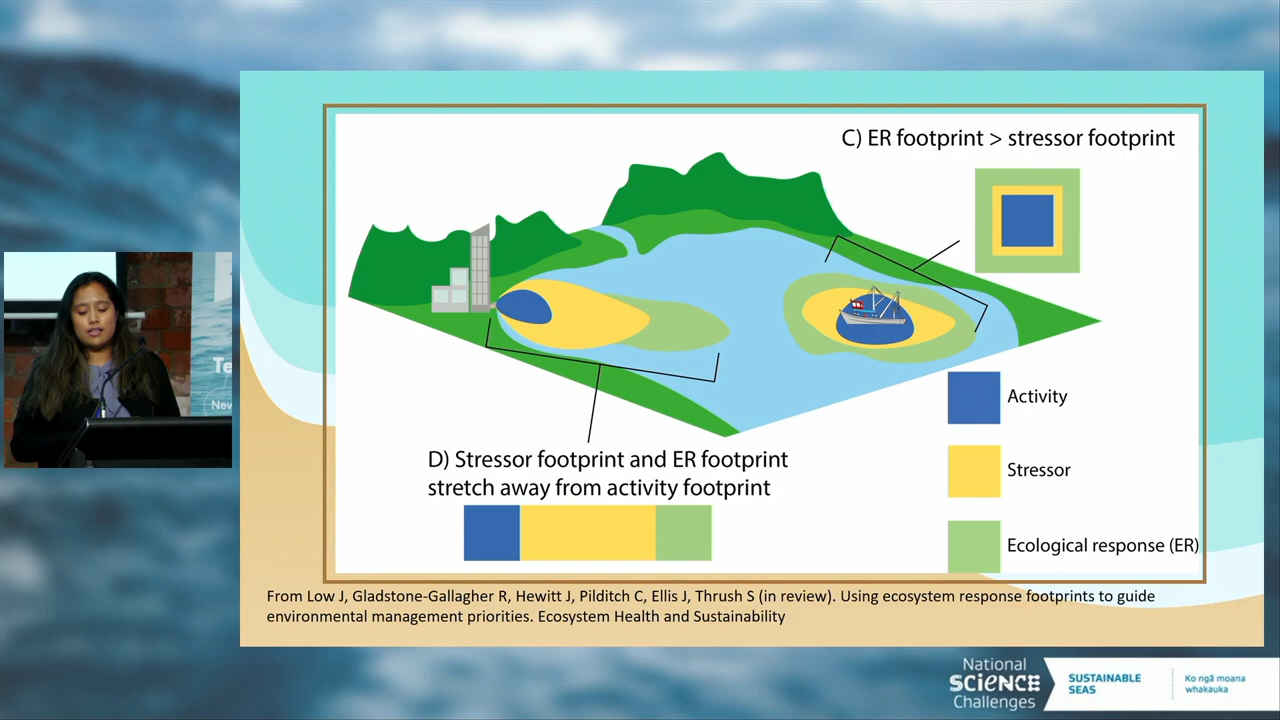 C) ER footprint > stressor footprint
D) Stressor footprint and ER footprint
stretch away from activity footprint
Activity
Stressor
Ecological response (ER)
From Low J, Gladstone-Gallagher R, Hewitt J, Pilditch C, Ellis J, Thrush S (in review). Using ecosystem response footprints to guide
environmental management priorities. Ecosystem Health and Sustainability
Te
New
National
SCIENCE
Challenges
SUSTAINABLE
SEAS
Ko ngā moana
whakauka